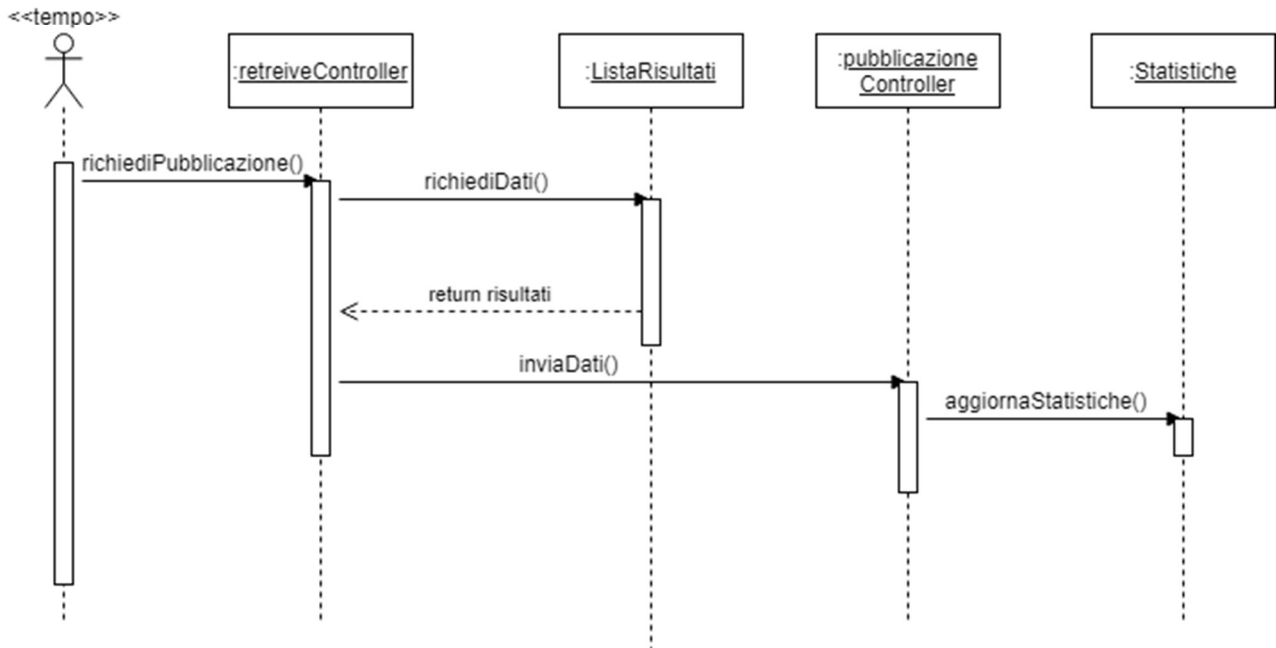 <<tempo>>
:retreiveController
:ListaRisultati
:pubblicazione
Controller
:Statistiche
richiediPubblicazione()
richiediDati()
return risultati
inviaDati()
aggiornaStatistiche()